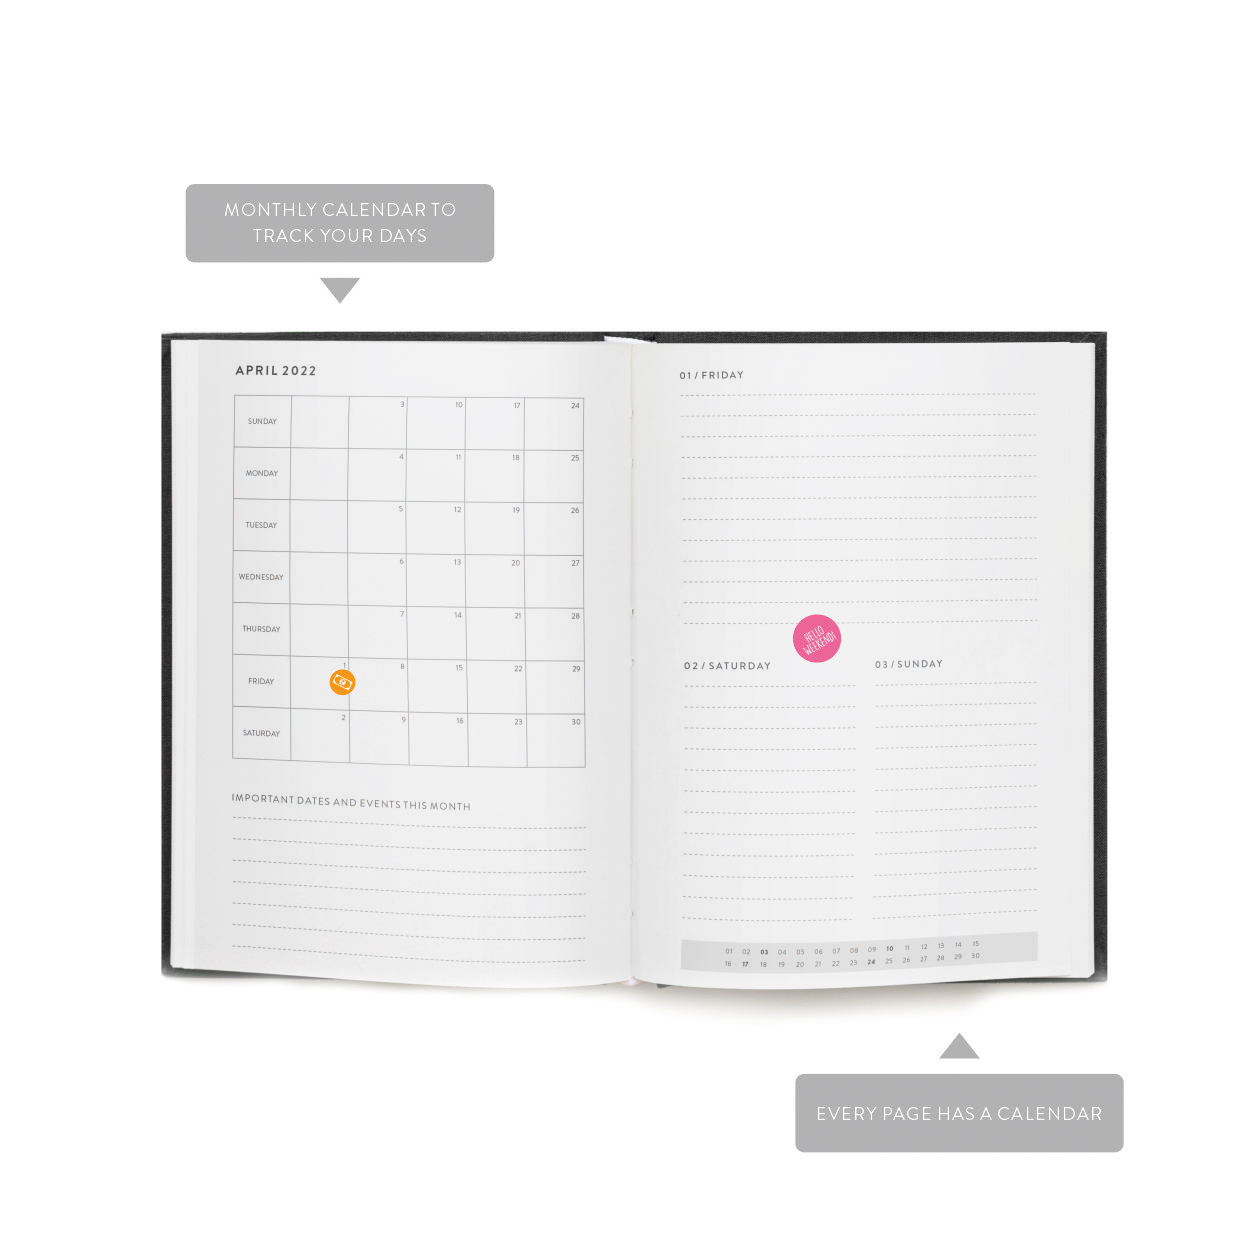 MONTHLY CALENDAR TO
TRACK YOUR DAYS
APRIL 2022
SUNDAY 3 10 17 24
MONDAY 4 11 18 25
TUESDAY 5 12 19 26
WEDNESDAY 6 13 20 27
THURSDAY 7 14 21 28
FRIDAY 1 8 15 22 29
SATURDAY 2 9 16 23 30
IMPORTANT DATES AND EVENTS THIS MONTH
01 / FRIDAY
HELLO
WEEKEND!
02 / SATURDAY
03 / SUNDAY
01 02 03 04 05 06 07 08 09 10 11 12 13 14 15
16 17 18 19 20 21 22 23 24 25 26 27 28 29 30
EVERY PAGE HAS A CALENDAR